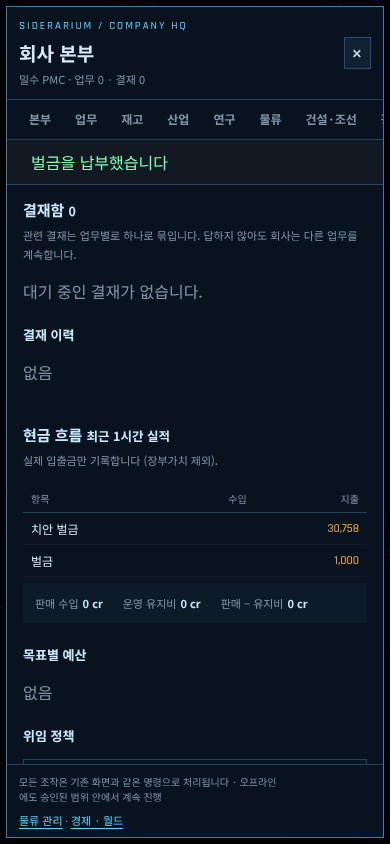 SIDERARIUM / COMPANY HQ
회사 본부
밀수 PMC · 업무 0 · 결재 0
×
본부 업무 재고 산업 연구 물류 건설·조선
벌금을 납부했습니다
결재함 0
관련 결재는 업무별로 하나로 묶입니다. 답하지 않아도 회사는 다른 업무를
계속합니다.
대기 중인 결재가 없습니다.
결재 이력
없음
현금 흐름 최근 1시간 실적
실제 입출금만 기록합니다 (장부가치 제외).
항목 수입 지출
치안 벌금 30,758
벌금 1,000
판매 수입 0 cr 운영 유지비 0 cr 판매 − 유지비 0 cr
목표별 예산
없음
위임 정책
모든 조작은 기존 화면과 같은 명령으로 처리됩니다 · 오프라인
에도 승인된 범위 안에서 계속 진행
물류 관리 · 경제 · 월드